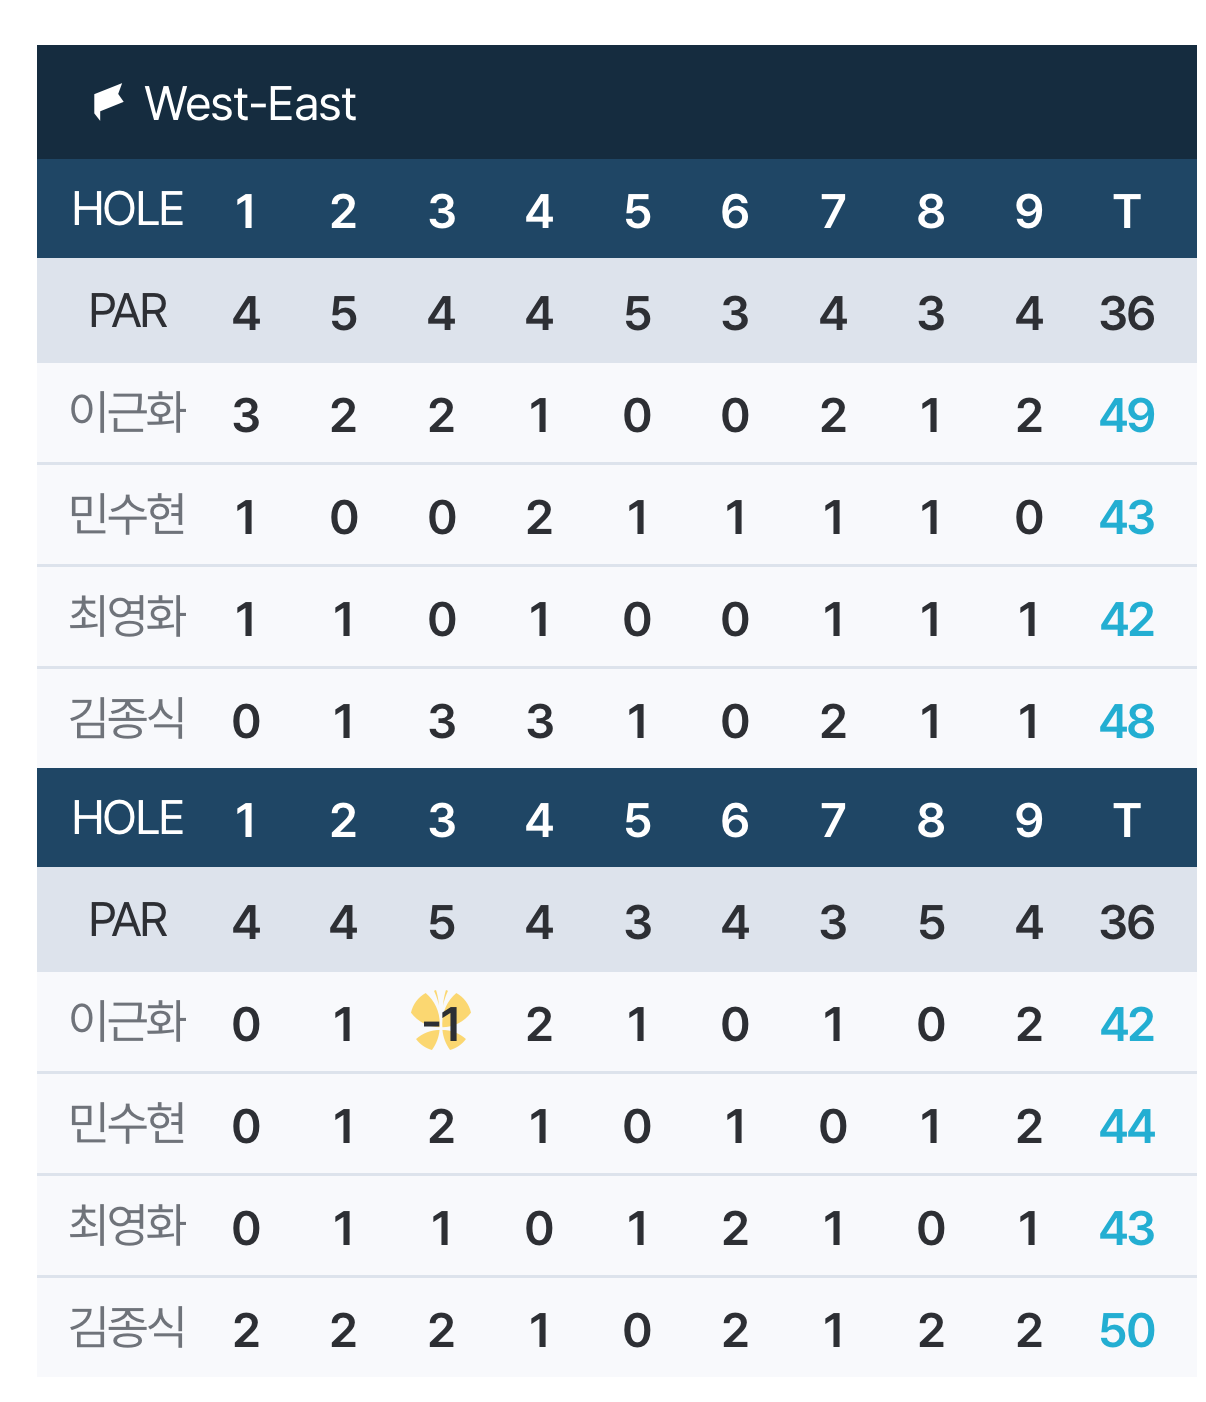 West-East
HOLE 1 2 3 4 5 6 7 8 9 T
PAR 4 5 4 4 5 3 4 3 4 36
이근화 3 2 2 1 0 0 2 1 2 49
민수현 1 0 0 2 1 1 1 1 0 43
최영화 1 1 0 1 0 0 1 1 1 42
김종식 0 1 3 3 1 0 2 1 1 48
HOLE 1 2 3 4 5 6 7 8 9 T
PAR 4 4 5 4 3 4 3 5 4 36
이근화 0 1 -1 2 1 0 1 0 2 42
민수현 0 1 2 1 0 1 0 1 2 44
최영화 0 1 1 0 1 2 1 0 1 43
김종식 2 2 2 1 0 2 1 2 2 50